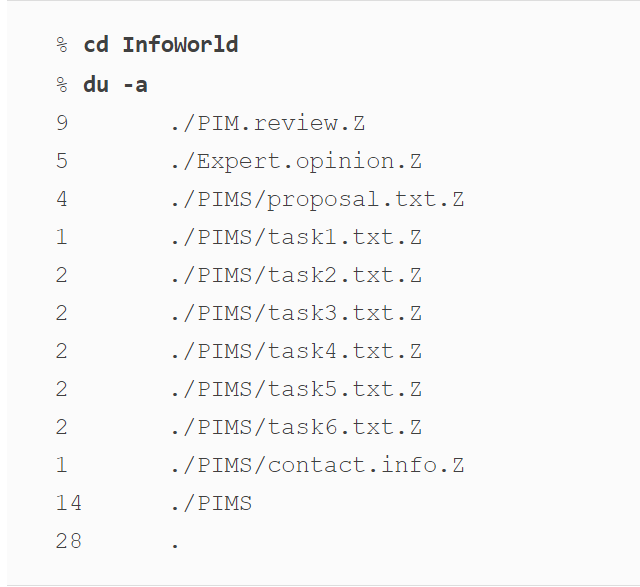 % cd InfoWorld
% du -a
9 ./PIM.review.Z
5 ./Expert.opinion.Z
4 ./PIMS/proposal.txt.Z
1 ./PIMS/task1.txt.Z
2 ./PIMS/task2.txt.Z
2 ./PIMS/task3.txt.Z
2 ./PIMS/task4.txt.Z
2 ./PIMS/task5.txt.Z
2 ./PIMS/task6.txt.Z
1 ./PIMS/contact.info.Z
14 ./PIMS
28 .